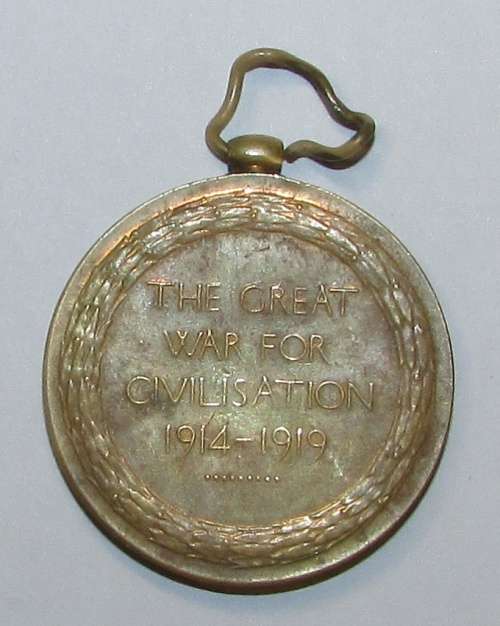 THE GREAT
WAR FOR
CIVILISATION
1914-1919